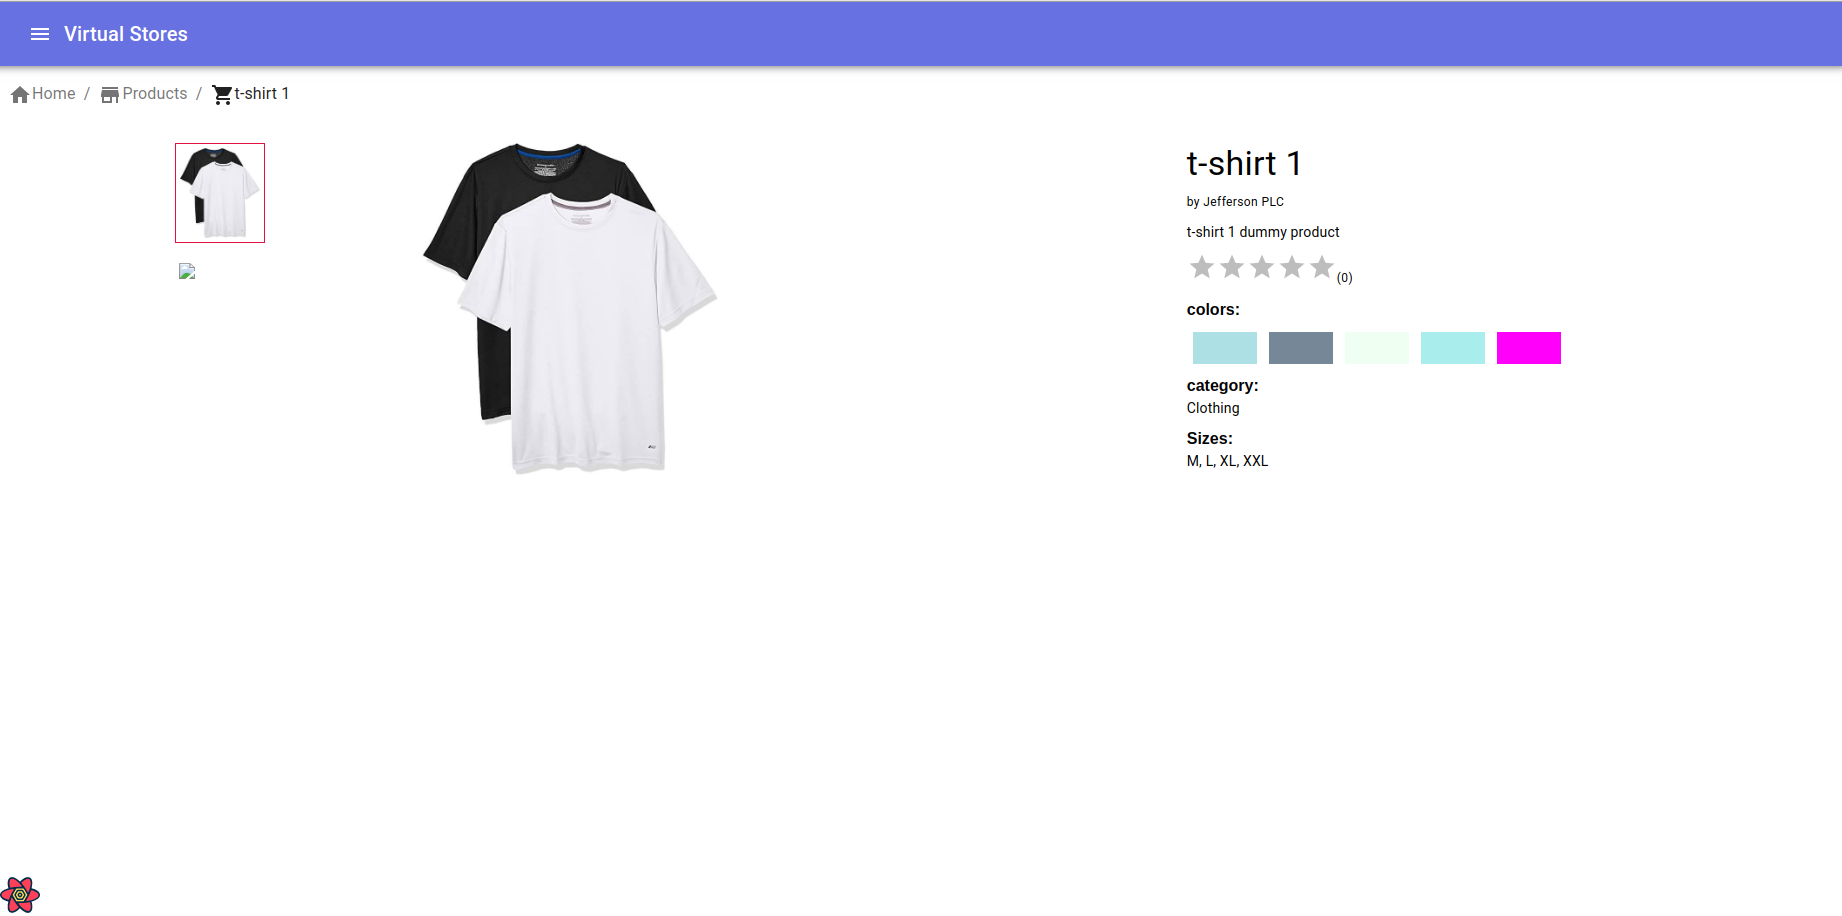 Virtual Stores
Home / Products / t-shirt 1
t-shirt 1
by Jefferson PLC
t-shirt 1 dummy product
(0)
colors:
category:
Clothing
Sizes:
M, L, XL, XXL